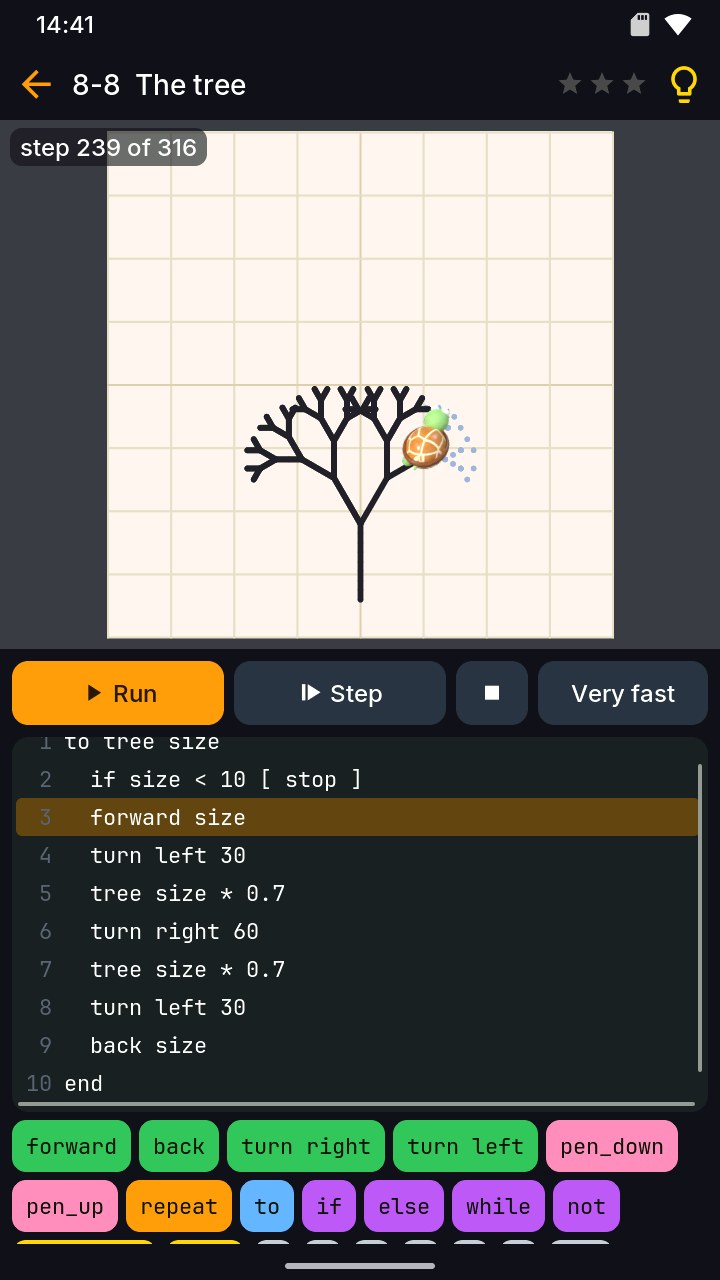 14:41
8-8 The tree
step 239 of 316
Run
Step
Very fast
1 to tree size
2 if size < 10 [ stop ]
3 forward size
4 turn left 30
5 tree size * 0.7
6 turn right 60
7 tree size * 0.7
8 turn left 30
9 back size
10 end
forward back turn right turn left pen_down
pen_up repeat to if else while not